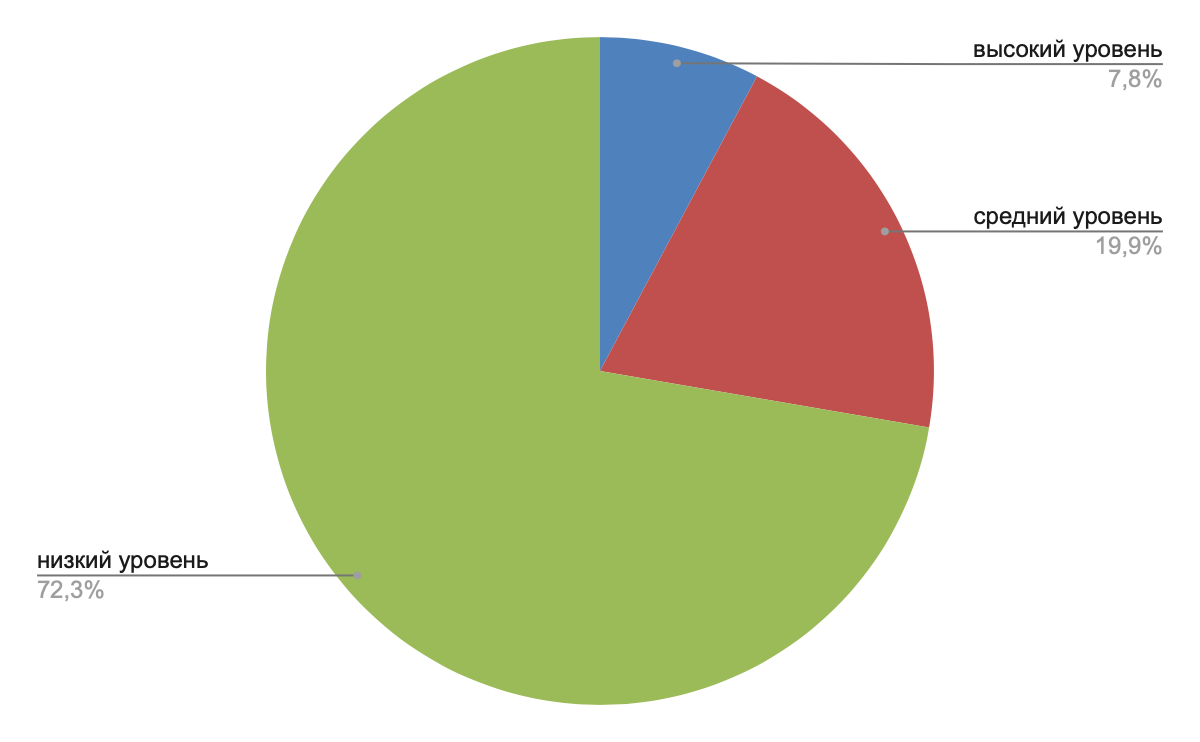 высокий уровень
7,8%
средний уровень
19,9%
низкий уровень
72,3%